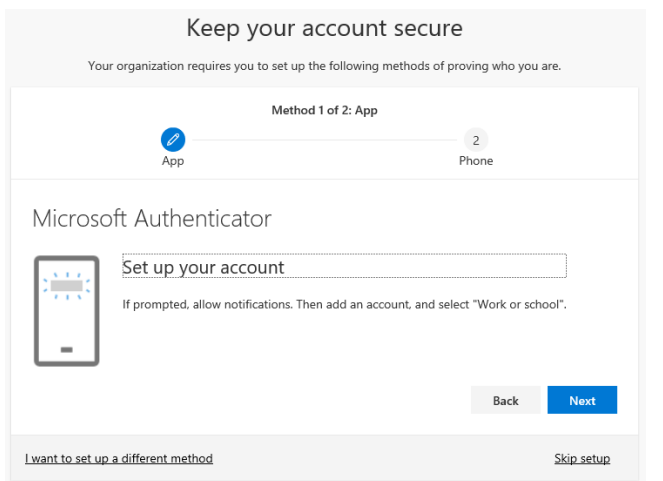 Keep your account secure
Your organization requires you to set up the following methods of proving who you are.
Method 1 of 2: App
2
App
Phone
Microsoft Authenticator
Set up your account
If prompted, allow notifications. Then add an account, and select "Work or school".
Back
Next
I want to set up a different method
Skip setup